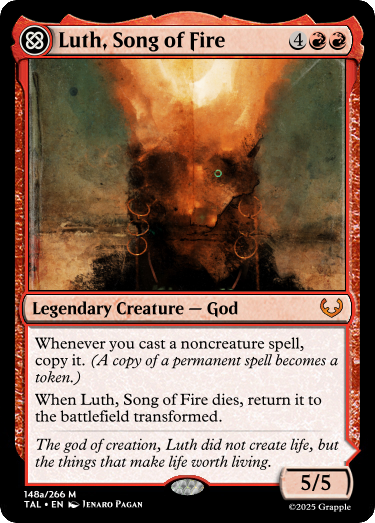 Luth, Song of Fire 4
Legendary Creature — God
Whenever you cast a noncreature spell,
copy it. (A copy of a permanent spell becomes a
token.)
When Luth, Song of Fire dies, return it to
the battlefield transformed.
The god of creation, Luth did not create life, but
the things that make life worth living.
5/5
148a/266 M
TAL • EN Jenaro Pagan
©2025 Grapple